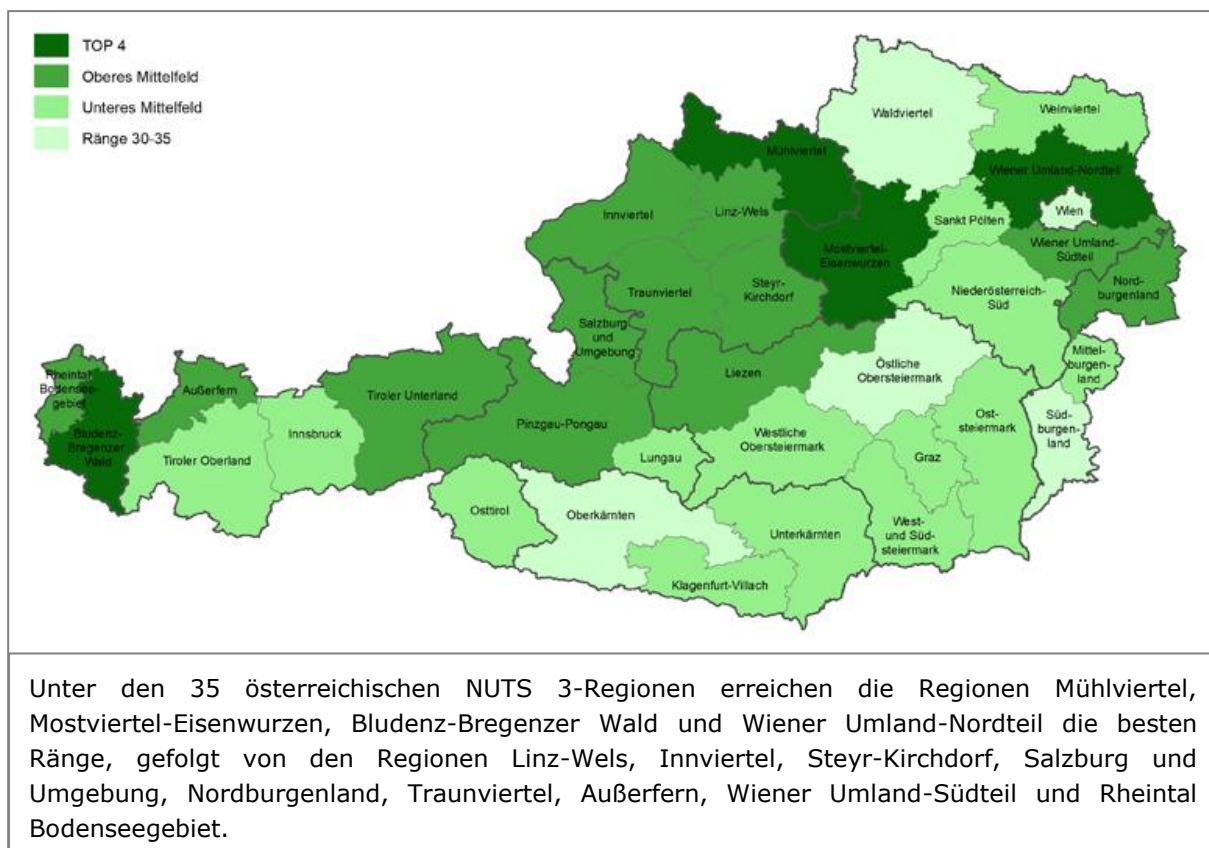 TOP 4
Oberes Mittelfeld
Unteres Mittelfeld
Ränge 30-35
Waldviertel
Weinviertel
Mühlviertel
Wiener Umland-Nordteil
Wien
Innviertel
Linz-Wels
Sankt Pölten
Mostviertel-
Eisenwurzen
Wiener Umland-
Südteil
Nord-
burgenland
Traunviertel
Steyr-
Kirchdorf
Niederösterreich-
Süd
Salzburg
und
Umgebung
Mittel-
burgen-
land
Rheintal
Bodensee-
gebiet
Außerfern
Tiroler Unterland
Liezen
Östliche
Obersteiermark
Bludenz-
Bregenzer
Wald
Tiroler Oberland
Innsbruck
Pinzgau-Pongau
Lungau
Westliche
Obersteiermark
Graz
Ost-
steiermark
Süd-
burgen-
land
Osttirol
Oberkärnten
Unterkärnten
West-
und Süd-
steiermark
Klagenfurt-Villach
Unter den 35 österreichischen NUTS 3-Regionen erreichen die Regionen Mühlviertel,
Mostviertel-Eisenwurzen, Bludenz-Bregenzer Wald und Wiener Umland-Nordteil die besten
Ränge, gefolgt von den Regionen Linz-Wels, Innviertel, Steyr-Kirchdorf, Salzburg und
Umgebung, Nordburgenland, Traunviertel, Außerfern, Wiener Umland-Südteil und Rheintal
Bodenseegebiet.